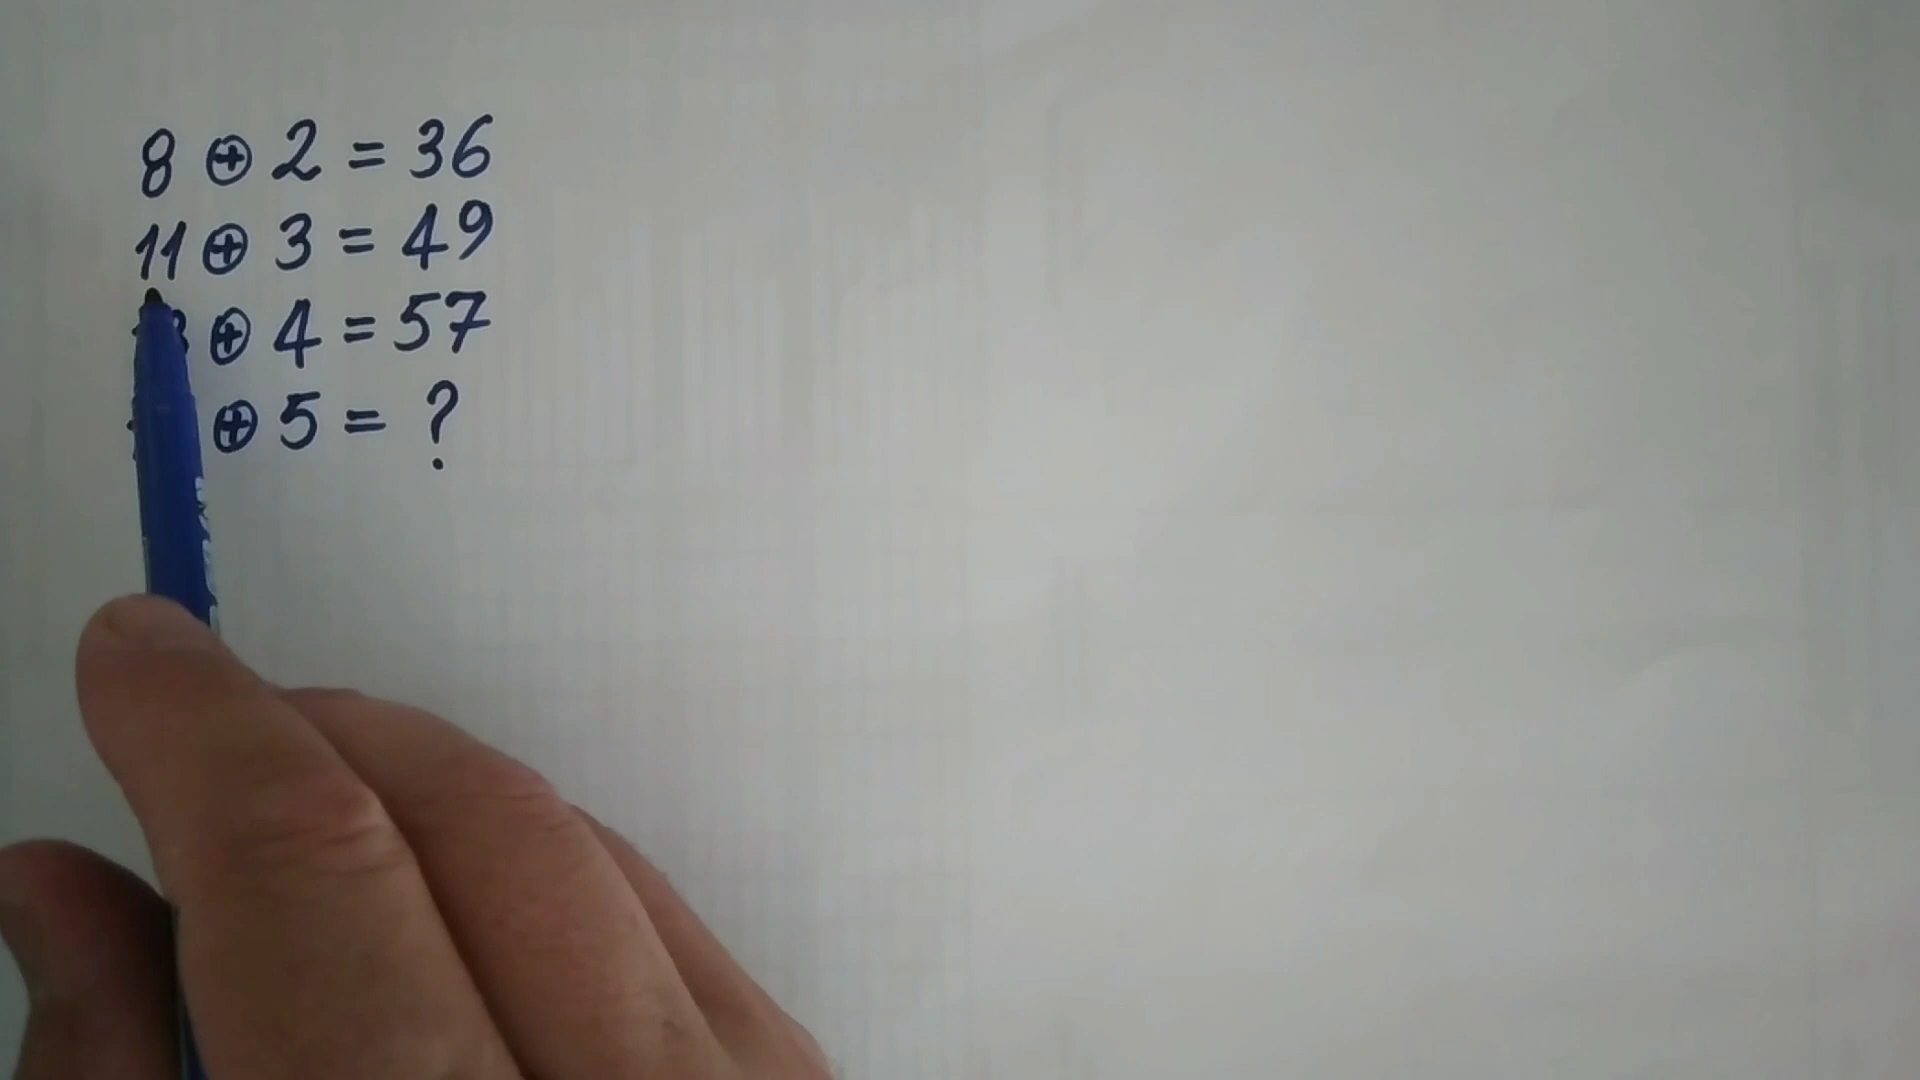 8 ⊕ 2 = 36
11 ⊕ 3 = 49
⊕ 4 = 57
⊕ 5 = ?